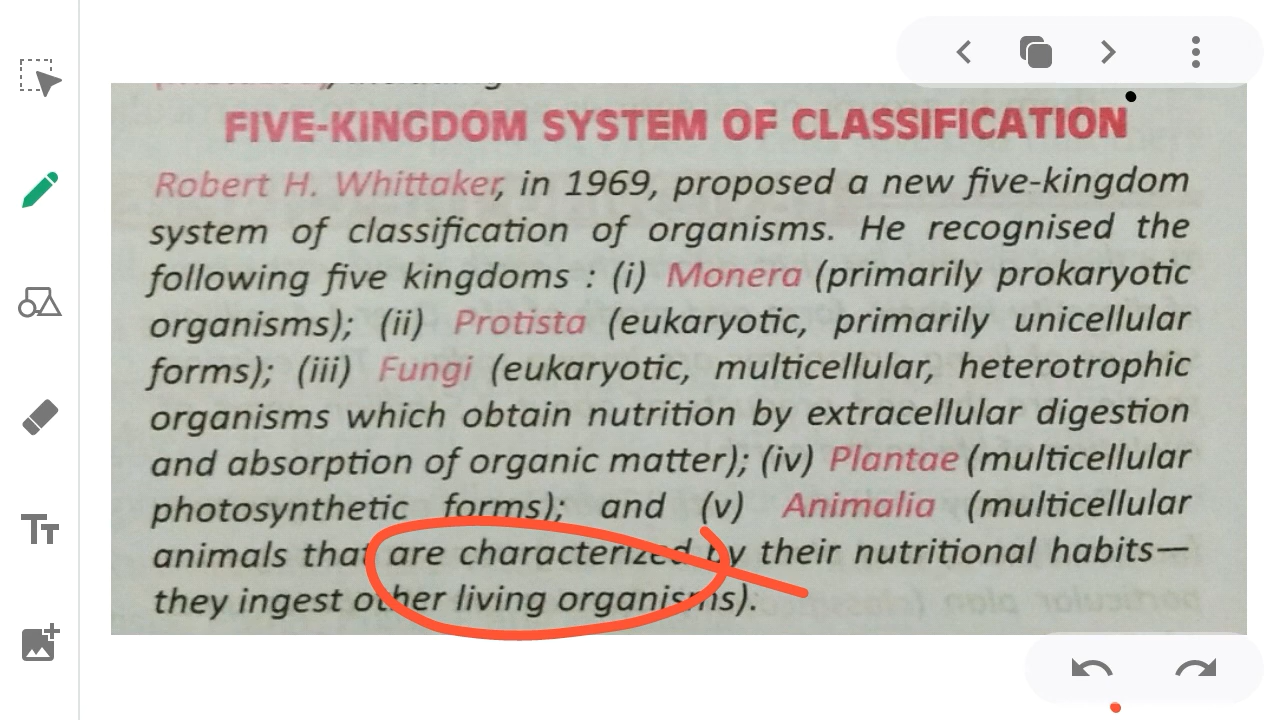 FIVE-KINGDOM SYSTEM OF CLASSIFICATION
Robert H. Whittaker, in 1969, proposed a new five-kingdom
system of classification of organisms. He recognised the
following five kingdoms : (i) Monera (primarily prokaryotic
organisms); (ii) Protista (eukaryotic, primarily unicellular
forms); (iii) Fungi (eukaryotic, multicellular, heterotrophic
organisms which obtain nutrition by extracellular digestion
and absorption of organic matter); (iv) Plantae (multicellular
photosynthetic forms); and (v) Animalia (multicellular
animals that are characterized by their nutritional habits—
they ingest other living organisms).
Tт